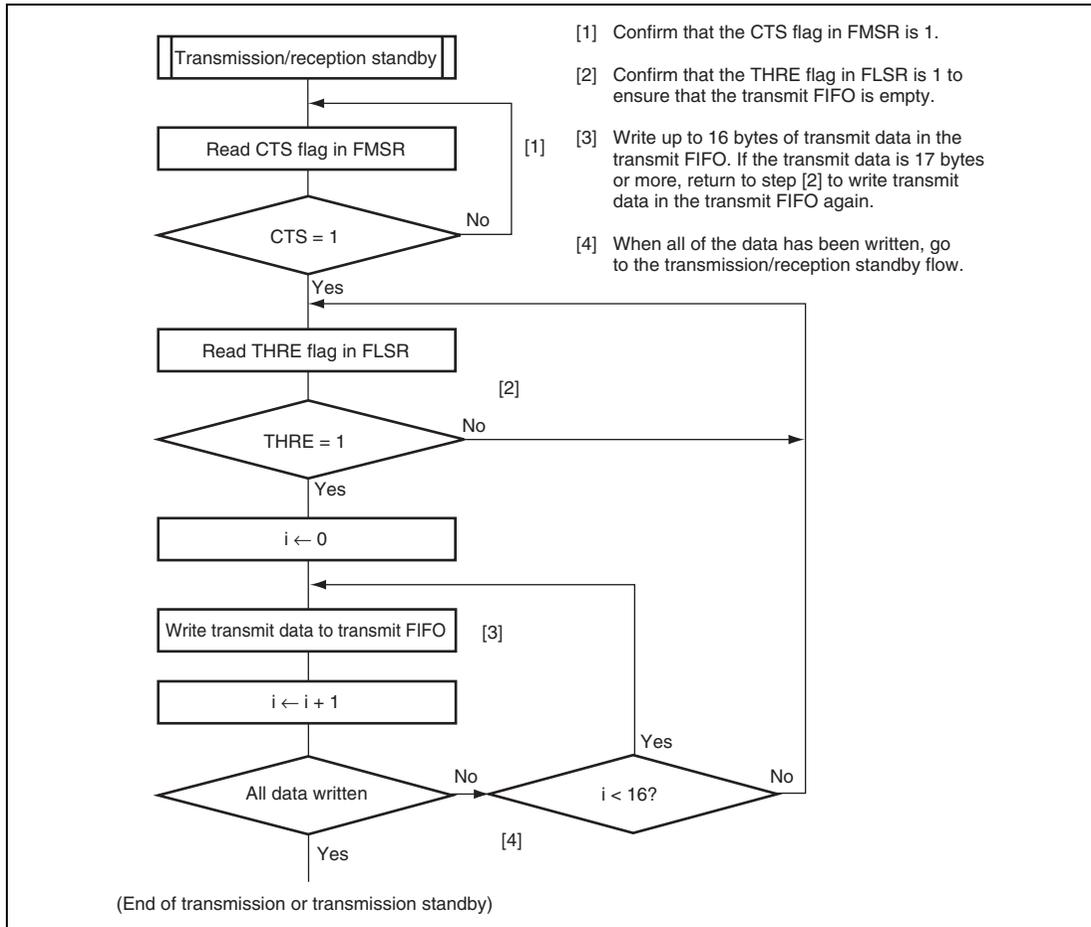 Transmission/reception standby
Read CTS flag in FMSR
[1]
CTS = 1
No
Yes
Read THRE flag in FLSR
[2]
THRE = 1
No
Yes
i ← 0
Write transmit data to transmit FIFO
[3]
i ← i + 1
All data written
No
i < 16?
Yes
No
[4]
Yes
(End of transmission or transmission standby)
[1] Confirm that the CTS flag in FMSR is 1.
[2] Confirm that the THRE flag in FLSR is 1 to
ensure that the transmit FIFO is empty.
[3] Write up to 16 bytes of transmit data in the
transmit FIFO. If the transmit data is 17 bytes
or more, return to step [2] to write transmit
data in the transmit FIFO again.
[4] When all of the data has been written, go
to the transmission/reception standby flow.